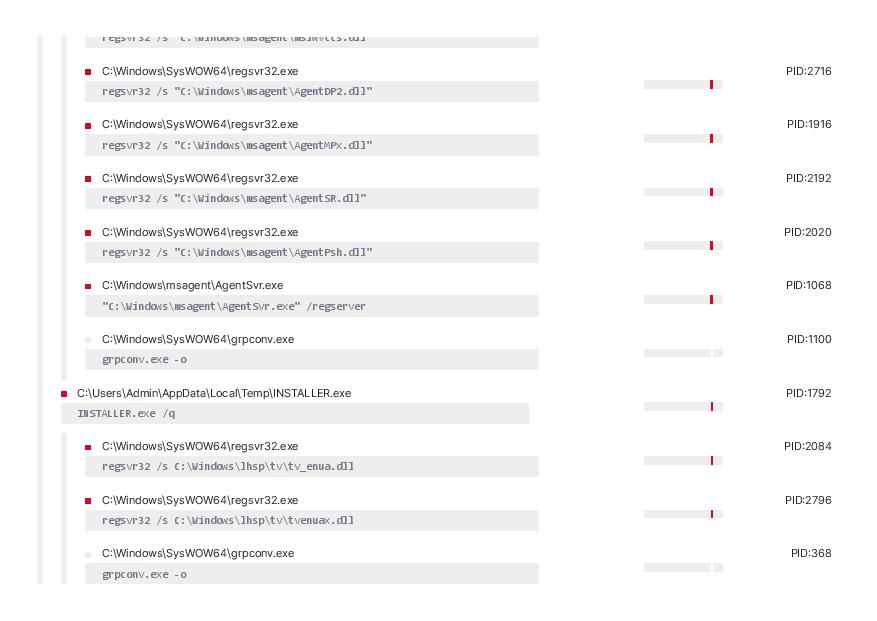 regsvr32 /s "C:\Windows\msagent\mslwvtts.dll"
C:\Windows\SysWOW64\regsvr32.exe
PID:2716
regsvr32 /s "C:\Windows\msagent\AgentDP2.dll"
C:\Windows\SysWOW64\regsvr32.exe
PID:1916
regsvr32 /s "C:\Windows\msagent\AgentMPx.dll"
C:\Windows\SysWOW64\regsvr32.exe
PID:2192
regsvr32 /s "C:\Windows\msagent\AgentSR.dll"
C:\Windows\SysWOW64\regsvr32.exe
PID:2020
regsvr32 /s "C:\Windows\msagent\AgentPsh.dll"
C:\Windows\msagent\AgentSvr.exe
PID:1068
"C:\Windows\msagent\AgentSvr.exe" /regserver
C:\Windows\SysWOW64\grpconv.exe
PID:1100
grpconv.exe -o
C:\Users\Admin\AppData\Local\Temp\INSTALLER.exe
PID:1792
INSTALLER.exe /q
C:\Windows\SysWOW64\regsvr32.exe
PID:2084
regsvr32 /s C:\Windows\lhsp\tv\tv_enua.dll
C:\Windows\SysWOW64\regsvr32.exe
PID:2796
regsvr32 /s C:\Windows\lhsp\tv\tvenuax.dll
C:\Windows\SysWOW64\grpconv.exe
PID:368
grpconv.exe -o